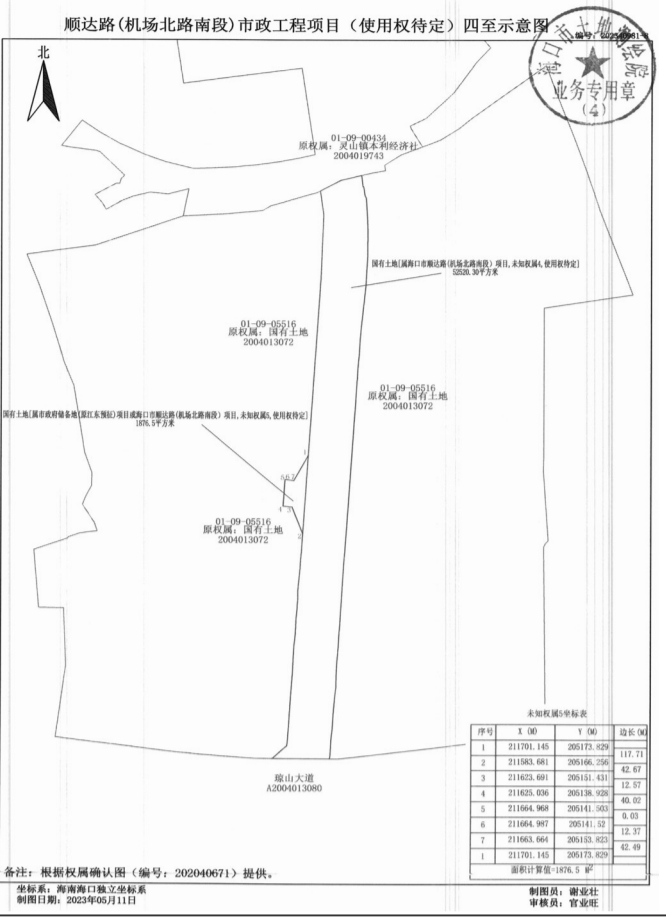 顺达路(机场北路南段)市政工程项目（使用权待定）四至示意图
海口市土地测绘院
业务专用章
(4)
北
01-09-00434
原权属：灵山镇本利经济社
2004019743
国有土地[属海口市顺达路(机场北路南段）项目,未知权属4,使用权待定]
52520.30平方米
01-09-05516
原权属：国有土地
2004013072
01-09-05516
原权属：国有土地
2004013072
国有土地[属市政府储备地(原江东预征)项目或海口市顺达路(机场北路南段）项目,未知权属5,使用权待定]
1876.5平方米
1
5 6 7
4 3
2
01-09-05516
原权属：国有土地
2004013072
琼山大道
A2004013080
未知权属5坐标表
序号 X (M) Y (M) 边长(M)
1 211701.145 205173.829
117.71
2 211583.681 205166.256
42.67
3 211623.691 205151.431
12.57
4 211625.036 205138.928
40.02
5 211664.968 205141.503
0.03
6 211664.987 205141.52
12.37
7 211663.664 205153.823
42.49
1 211701.145 205173.829
面积计算值=1876.5 M2
备注：根据权属确认图（编号：202040671）提供。
坐标系：海南海口独立坐标系
制图日期：2023年05月11日
制图员：谢业壮
审核员：官业旺